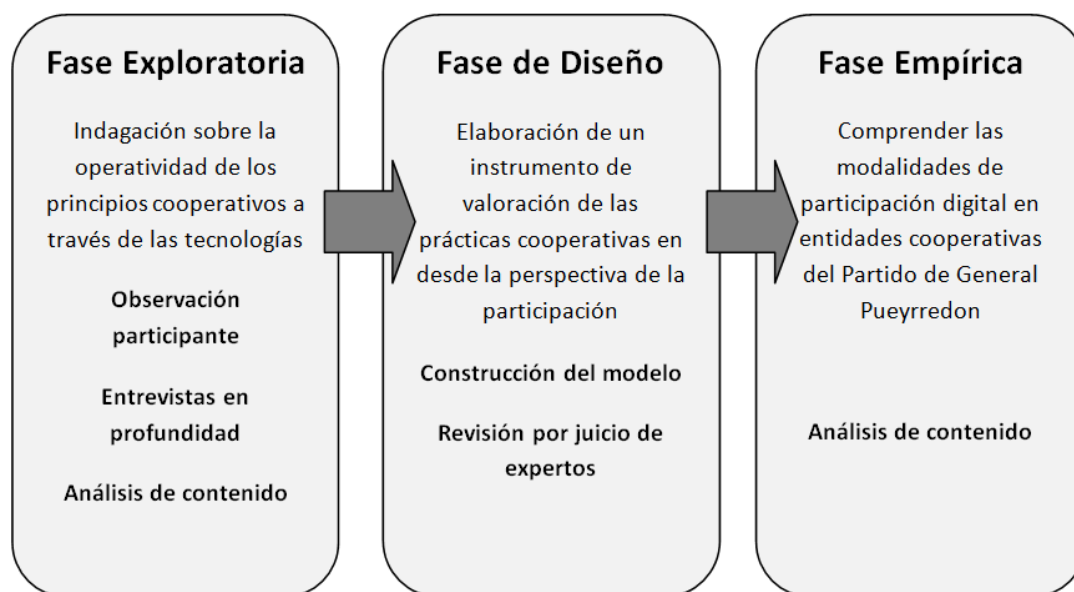 Fase Exploratoria
Indagación sobre la
operatividad de los
principios cooperativos a
través de las tecnologías
Observación
participante
Entrevistas en
profundidad
Análisis de contenido
Fase de Diseño
Elaboración de un
instrumento de
valoración de las
prácticas cooperativas en
desde la perspectiva de la
participación
Construcción del modelo
Revisión por juicio de
expertos
Fase Empírica
Comprender las
modalidades de
participación digital en
entidades cooperativas
del Partido de General
Pueyrredon
Análisis de contenido